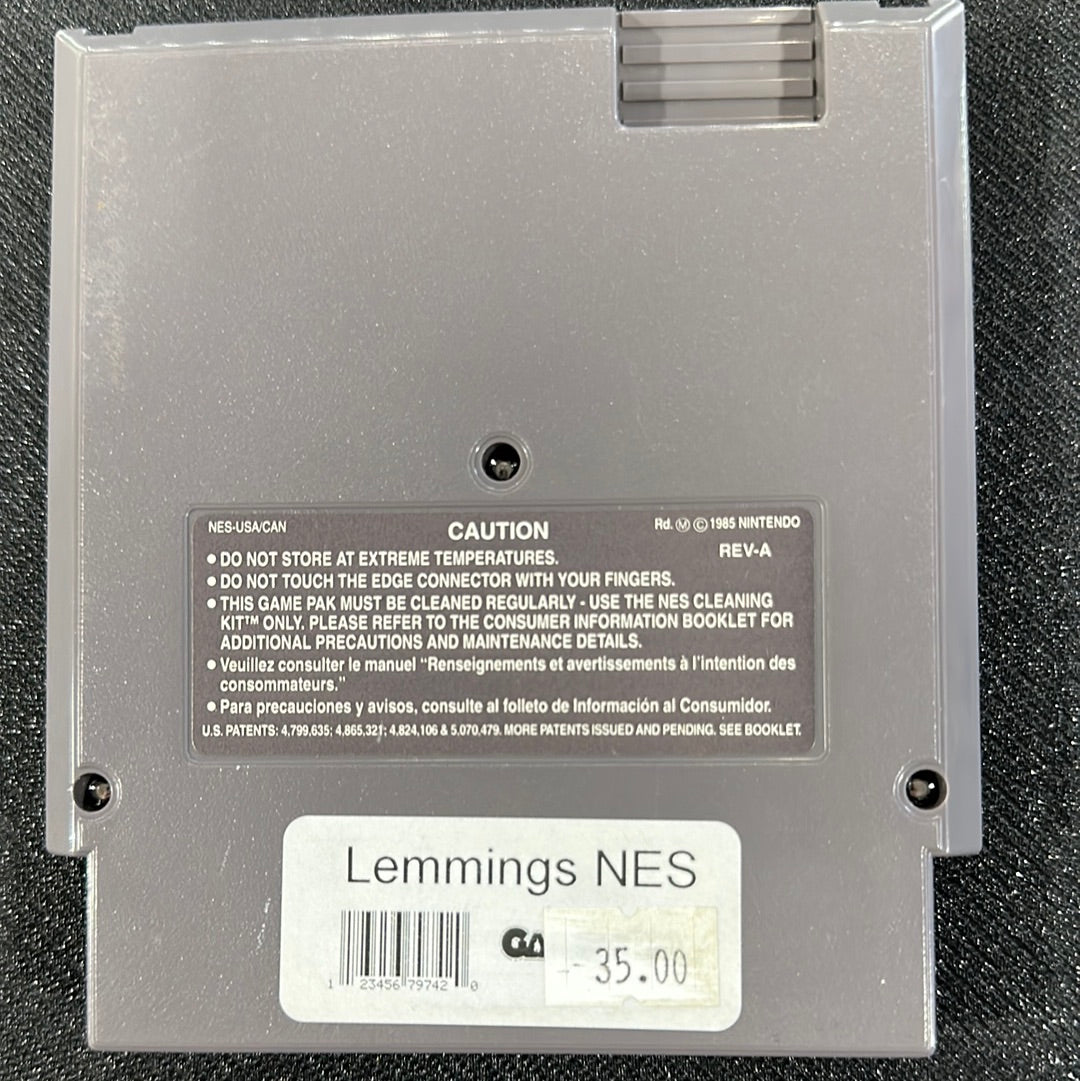 NES-USA/CAN
CAUTION
Rd. Ⓜ © 1985 NINTENDO
REV-A
• DO NOT STORE AT EXTREME TEMPERATURES.
• DO NOT TOUCH THE EDGE CONNECTOR WITH YOUR FINGERS.
• THIS GAME PAK MUST BE CLEANED REGULARLY - USE THE NES CLEANING
KIT™ ONLY. PLEASE REFER TO THE CONSUMER INFORMATION BOOKLET FOR
ADDITIONAL PRECAUTIONS AND MAINTENANCE DETAILS.
• Veuillez consulter le manuel “Renseignements et avertissements à l'intention des
consommateurs.”
• Para precauciones y avisos, consulte al folleto de Información al Consumidor.
U.S. PATENTS: 4,799,635; 4,865,321; 4,824,106 & 5,070,479. MORE PATENTS ISSUED AND PENDING. SEE BOOKLET.
Lemmings NES
35.00
1 23456 79742 0